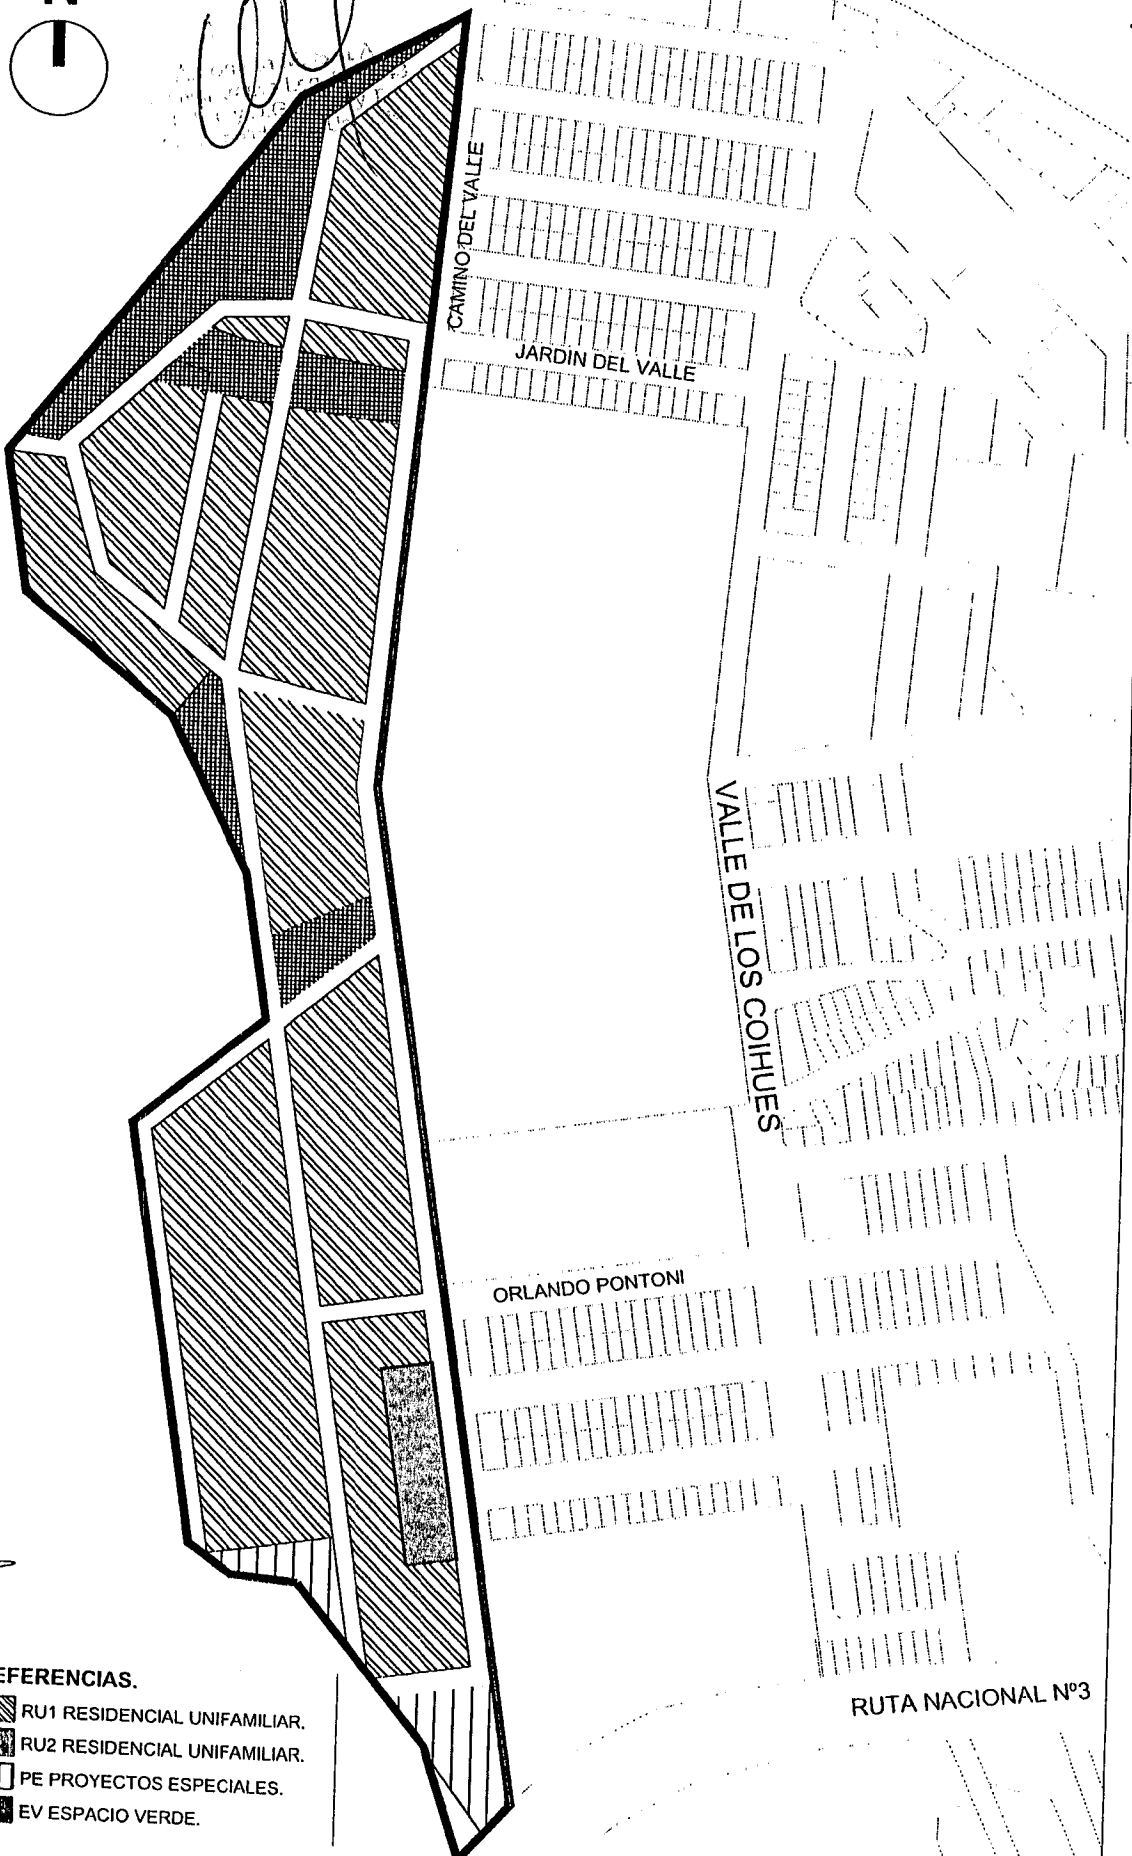 N
CAMINO DEL VALLE
JARDIN DEL VALLE
VALLE DE LOS COIHUES
ORLANDO PONTONI
RUTA NACIONAL Nº3
EFERENCIAS.
RU1 RESIDENCIAL UNIFAMILIAR.
RU2 RESIDENCIAL UNIFAMILIAR.
PE PROYECTOS ESPECIALES.
EV ESPACIO VERDE.